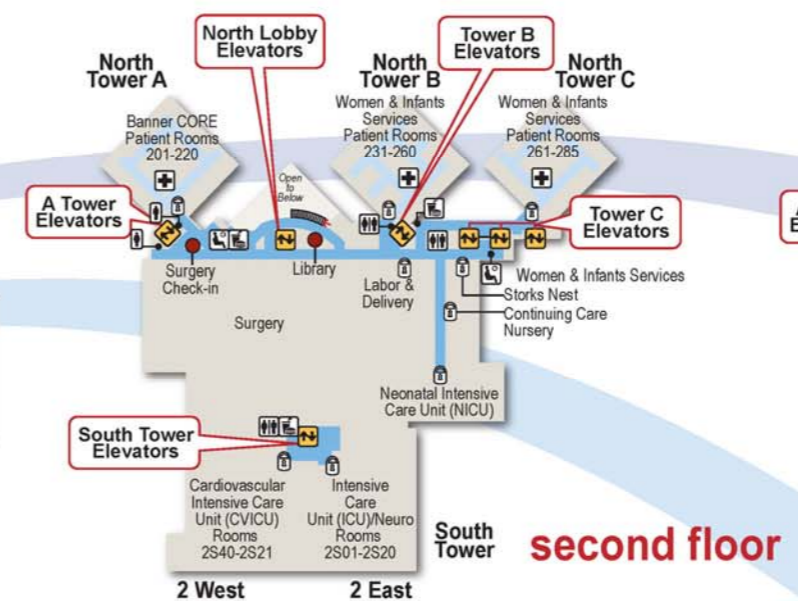 North
Tower A
North Lobby
Elevators
North
Tower B
Tower B
Elevators
North
Tower C
Banner CORE
Patient Rooms
201-220
Women & Infants
Services
Patient Rooms
231-260
Women & Infants
Services
Patient Rooms
261-285
Open
to
Below
A Tower
Elevators
Tower C
Elevators
Surgery
Check-in
Library
Labor &
Delivery
Women & Infants Services
Storks Nest
Continuing Care
Nursery
Surgery
Neonatal Intensive
Care Unit (NICU)
South Tower
Elevators
Cardiovascular
Intensive Care
Unit (CVICU)
Rooms
2S40-2S21
Intensive
Care
Unit (ICU)/Neuro
Rooms
2S01-2S20
South
Tower
second floor
2 West
2 East